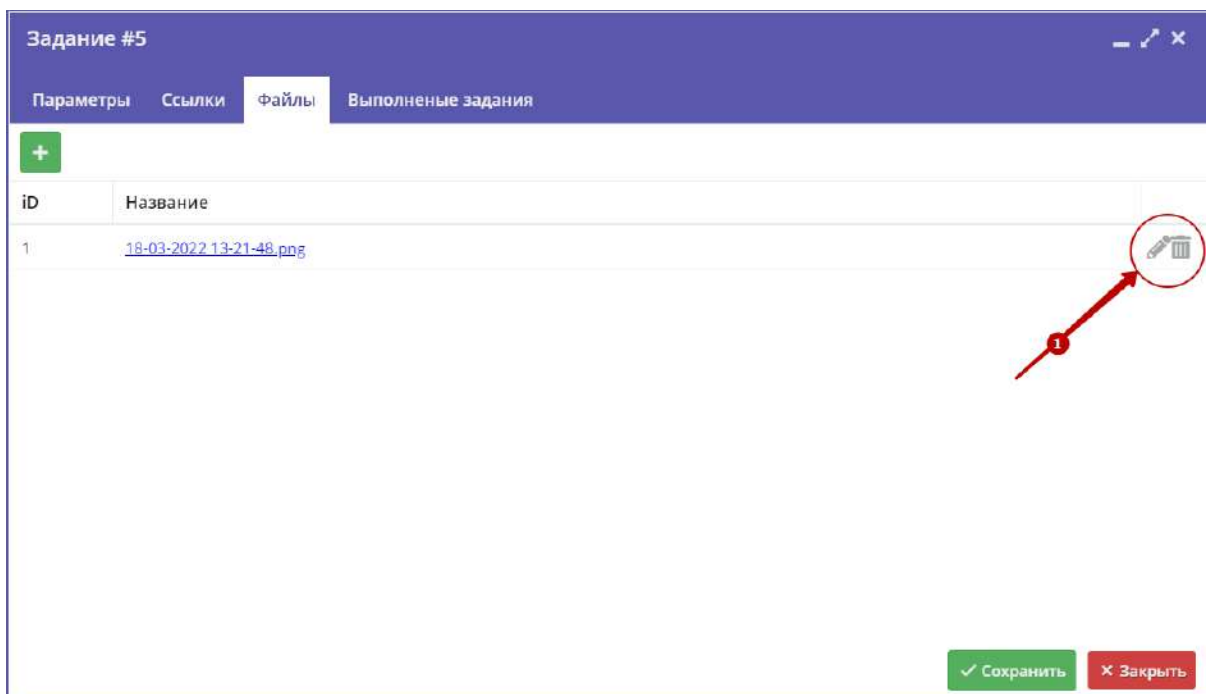 Задание #5
Параметры Ссылки Файлы Выполненые задания
+
iD Название
1 18-03-2022 13-21-48.png
1
Сохранить Закрыть